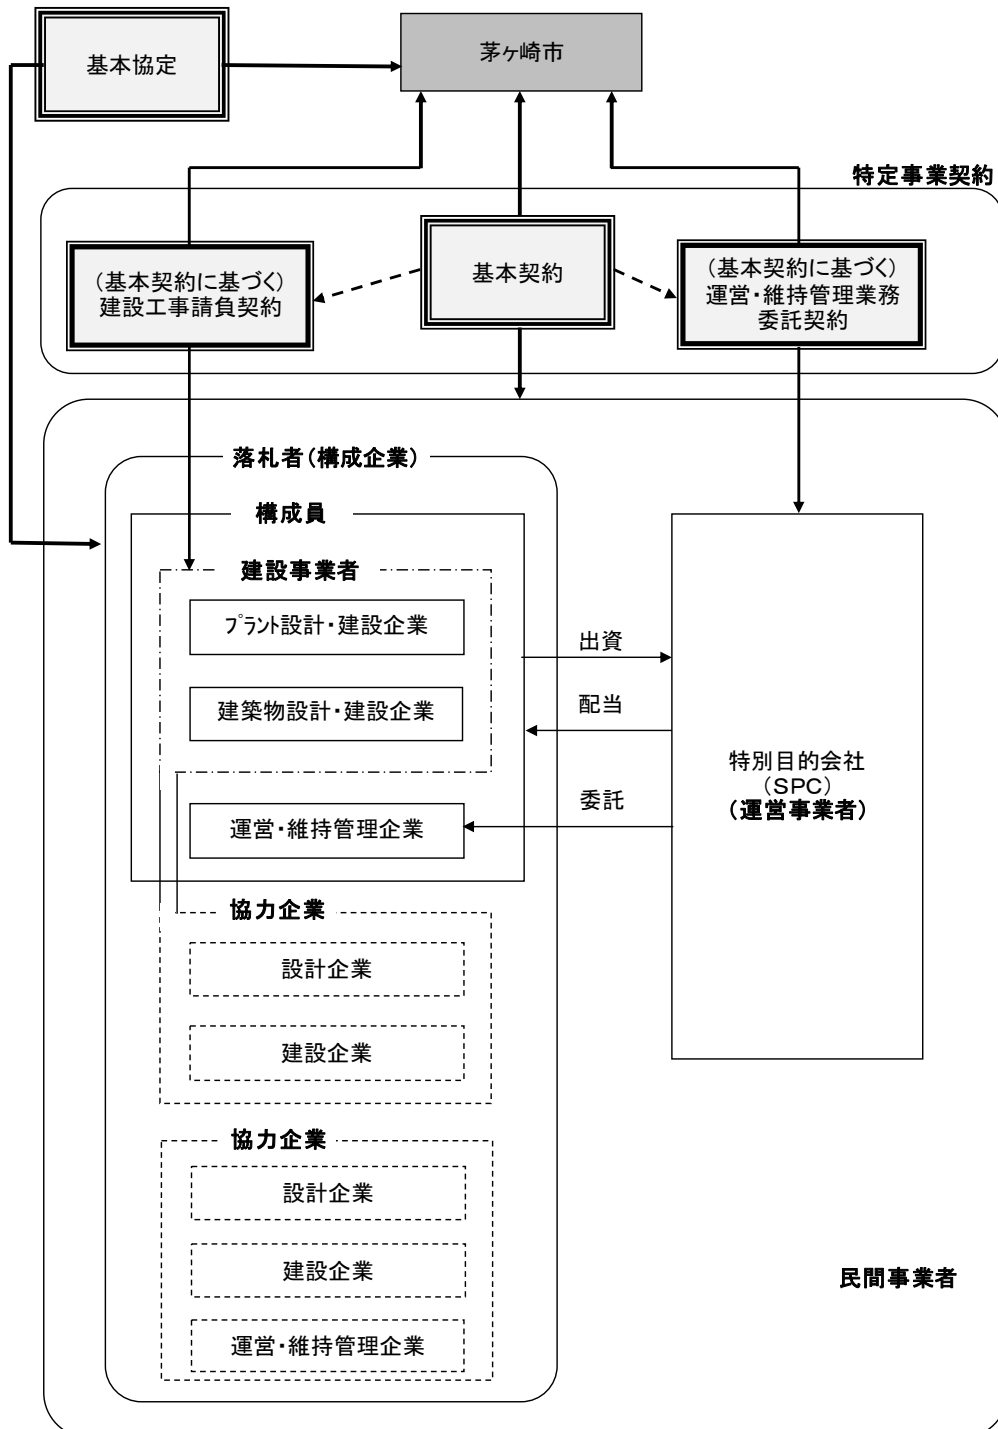 基本協定
茅ヶ崎市
特定事業契約
(基本契約に基づく)
建設工事請負契約
基本契約
(基本契約に基づく)
運営・維持管理業務
委託契約
落札者(構成企業)
構成員
建設事業者
プラント設計・建設企業
建築物設計・建設企業
運営・維持管理企業
出資
配当
委託
特別目的会社
(SPC)
(運営事業者)
協力企業
設計企業
建設企業
協力企業
設計企業
建設企業
運営・維持管理企業
民間事業者